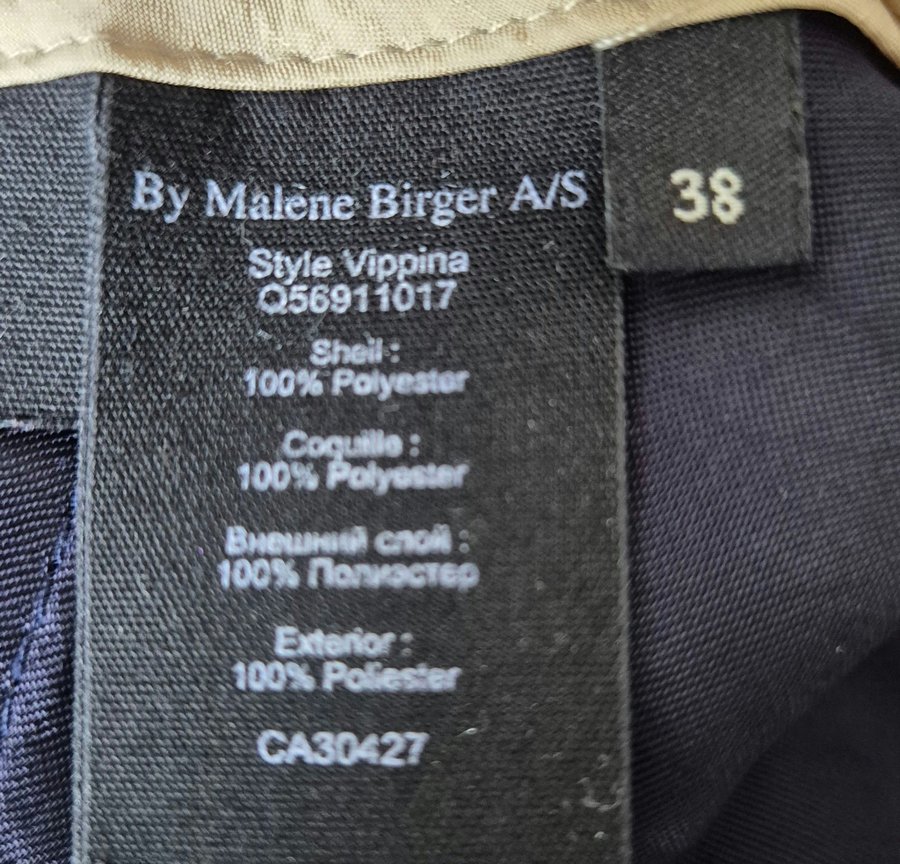 By Malène Birger A/S
38
Style Vippina
Q56911017
Shell :
100% Polyester
Coquille :
100% Polyester
Внешний слой :
100% Полиэстер
Exterior :
100% Poliester
CA30427